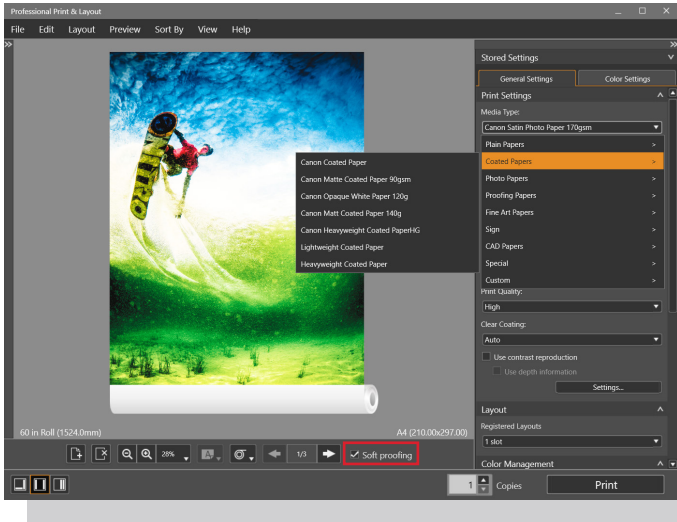 Professional Print & Layout
File Edit Layout Preview Sort By View Help
Stored Settings
General Settings Color Settings
Print Settings
Media Type:
Canon Satin Photo Paper 170gsm
Plain Papers
Coated Papers
Photo Papers
Proofing Papers
Fine Art Papers
Sign
CAD Papers
Special
Custom
Canon Coated Paper
Canon Matte Coated Paper 90gsm
Canon Opaque White Paper 120g
Canon Matt Coated Paper 140g
Canon Heavyweight Coated PaperHG
Lightweight Coated Paper
Heavyweight Coated Paper
NITRO
Print Quality:
High
Clear Coating:
Auto
Use contrast reproduction
Use depth information
Settings...
Layout
Registered Layouts
1 slot
Color Management
60 in Roll (1524.0mm) A4 (210.00x297.00)
28% A 1/3 Soft proofing
1 Copies Print